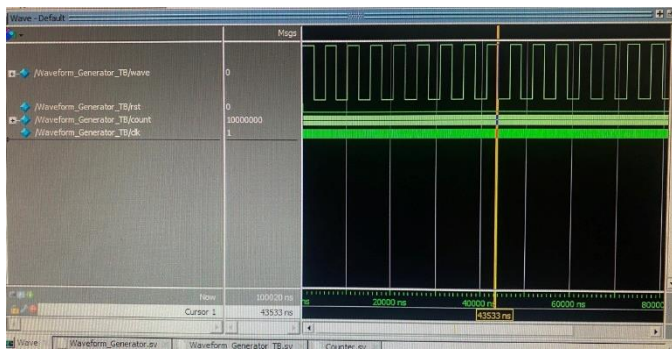 Wave - Default
Msgs
/Waveform_Generator_TB/wave 0
/Waveform_Generator_TB/rst 0
/Waveform_Generator_TB/count 10000000
/Waveform_Generator_TB/clk 1
Now 100020 ns
ns 20000 ns 40000 ns 60000 ns 80000
Cursor 1 43533 ns
43533 ns
Wave Waveform_Generator.sv Waveform_Generator_TB.sv Counter.sv